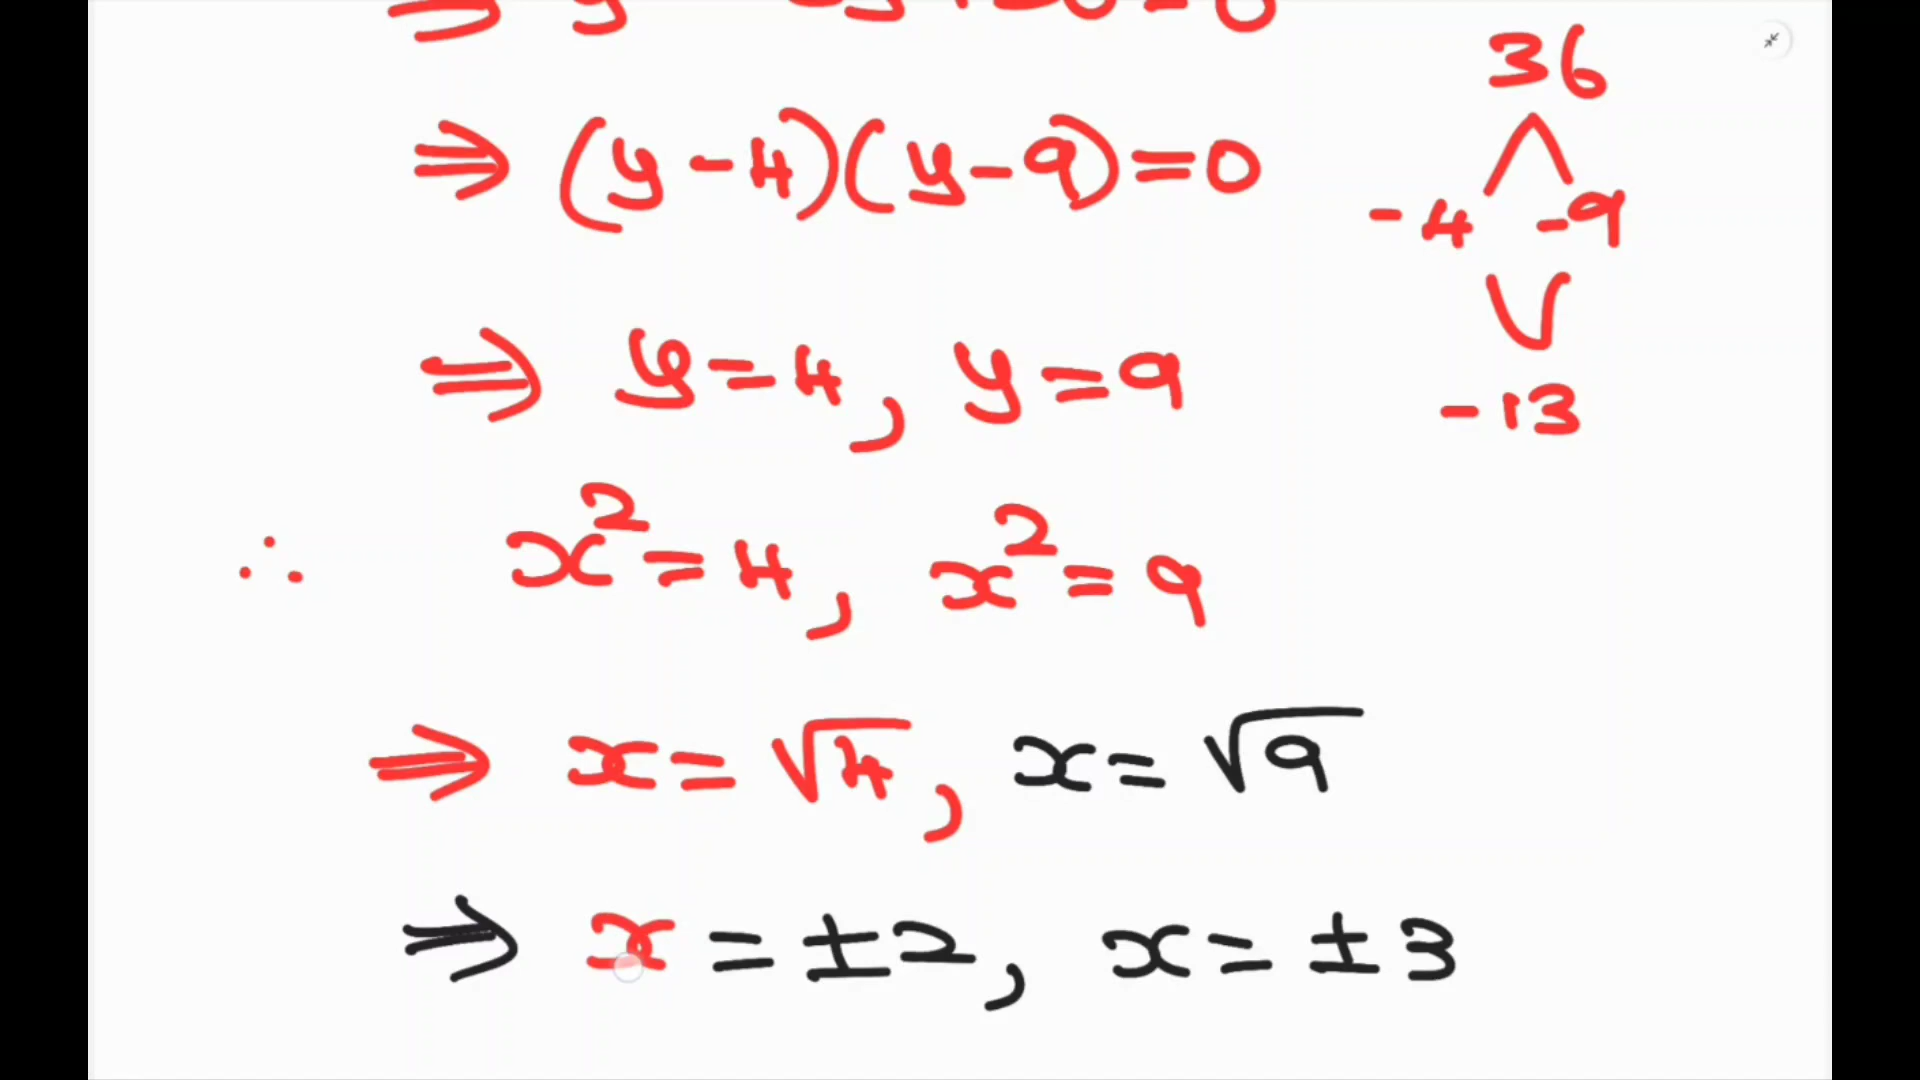 ⇒ (y-4)(y-9)=0
⇒ y=4, y=9
∴ x²=4, x²=9
⇒ x=√4, x=√9
⇒ x=±2, x=±3
36
-4 -9
-13